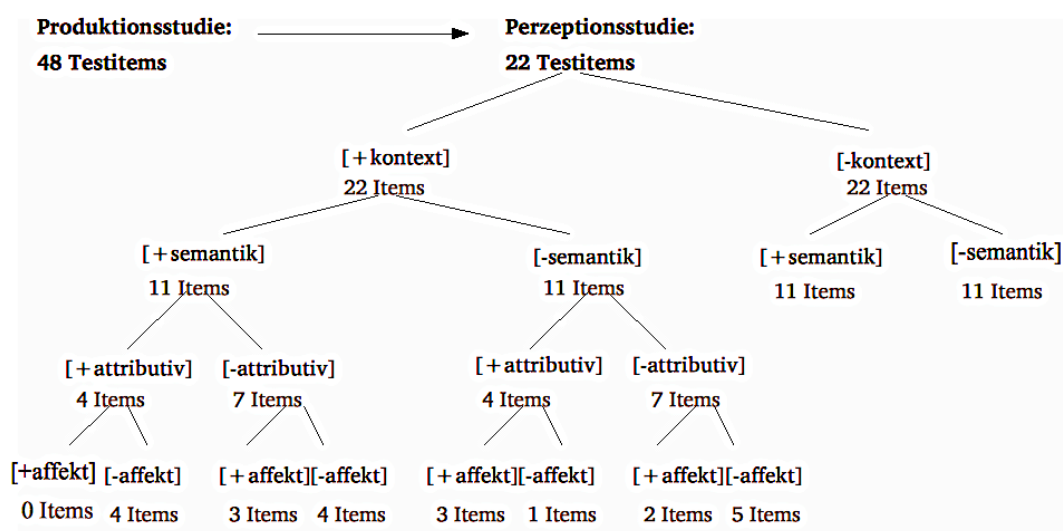 Produktionsstudie: Perzeptionsstudie:
48 Testitems 22 Testitems
[+kontext] [-kontext]
22 Items 22 Items
[+semantik] [-semantik] [+semantik] [-semantik]
11 Items 11 Items 11 Items 11 Items
[+attributiv] [-attributiv] [+attributiv] [-attributiv]
4 Items 7 Items 4 Items 7 Items
[+affekt] [-affekt] [+affekt][-affekt] [+affekt][-affekt] [+affekt][-affekt]
0 Items 4 Items 3 Items 4 Items 3 Items 1 Items 2 Items 5 Items